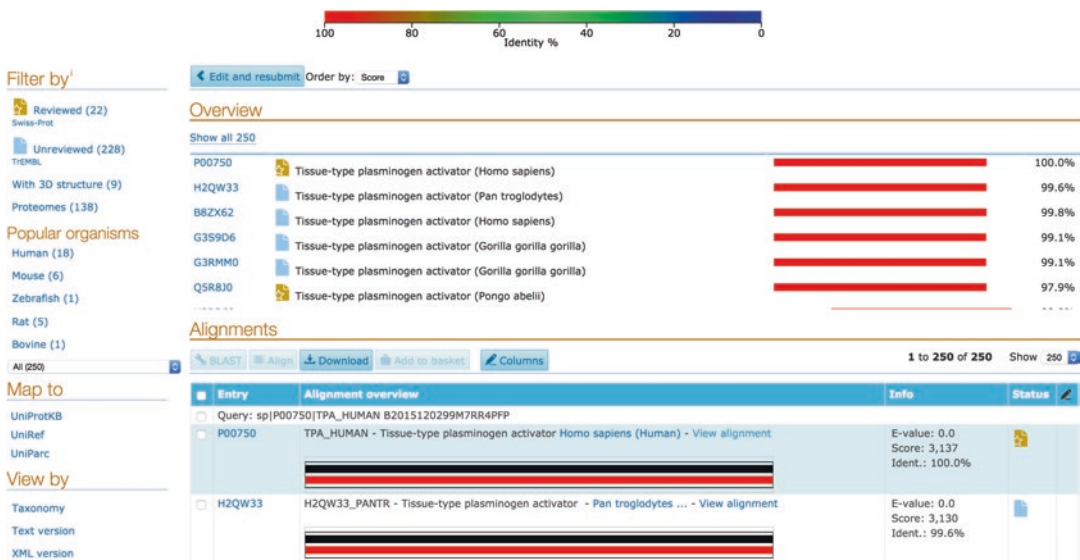 100 80 60 40 20 0
Identity %
Filter by i
Reviewed (22)
Swiss-Prot
Unreviewed (228)
TrEMBL
With 3D structure (9)
Proteomes (138)
Popular organisms
Human (18)
Mouse (6)
Zebrafish (1)
Rat (5)
Bovine (1)
All (250)
Map to
UniProtKB
UniRef
UniParc
View by
Taxonomy
Text version
XML version
Edit and resubmit Order by: Score
Overview
Show all 250
P00750 Tissue-type plasminogen activator (Homo sapiens) 100.0%
H2QW33 Tissue-type plasminogen activator (Pan troglodytes) 99.6%
B8ZX62 Tissue-type plasminogen activator (Homo sapiens) 99.8%
G3S9D6 Tissue-type plasminogen activator (Gorilla gorilla gorilla) 99.1%
G3RMM0 Tissue-type plasminogen activator (Gorilla gorilla gorilla) 99.1%
Q5R8J0 Tissue-type plasminogen activator (Pongo abelii) 97.9%
Alignments
BLAST Align Download Add to basket Columns 1 to 250 of 250 Show 250
Entry Alignment overview Info Status
Query: sp|P00750|TPA_HUMAN B2015120299M7RR4PFP
P00750 TPA_HUMAN - Tissue-type plasminogen activator Homo sapiens (Human) - View alignment E-value: 0.0
Score: 3,137
Ident.: 100.0%
H2QW33 H2QW33_PANTR - Tissue-type plasminogen activator - Pan troglodytes ... - View alignment E-value: 0.0
Score: 3,130
Ident.: 99.6%